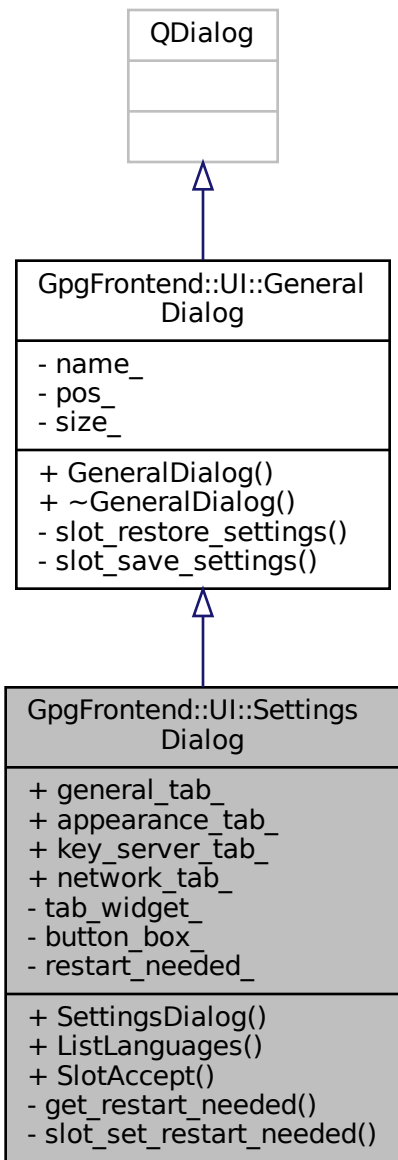 QDialog
GpgFrontend::UI::General
Dialog
- name_
- pos_
- size_
+ GeneralDialog()
+ ~GeneralDialog()
- slot_restore_settings()
- slot_save_settings()
GpgFrontend::UI::Settings
Dialog
+ general_tab_
+ appearance_tab_
+ key_server_tab_
+ network_tab_
- tab_widget_
- button_box_
- restart_needed_
+ SettingsDialog()
+ ListLanguages()
+ SlotAccept()
- get_restart_needed()
- slot_set_restart_needed()